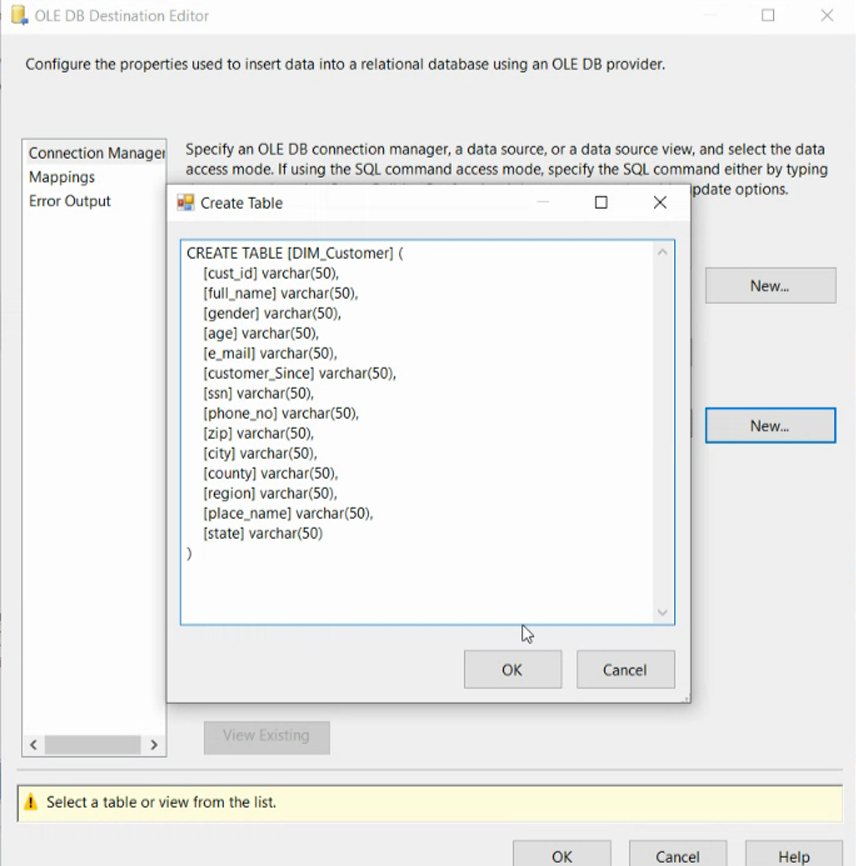 OLE DB Destination Editor
Configure the properties used to insert data into a relational database using an OLE DB provider.
Connection Manager
Mappings
Error Output
Specify an OLE DB connection manager, a data source, or a data source view, and select the data
access mode. If using the SQL command access mode, specify the SQL command either by typing
update options.
Create Table
CREATE TABLE [DIM_Customer] (
[cust_id] varchar(50),
[full_name] varchar(50),
[gender] varchar(50),
[age] varchar(50),
[e_mail] varchar(50),
[customer_Since] varchar(50),
[ssn] varchar(50),
[phone_no] varchar(50),
[zip] varchar(50),
[city] varchar(50),
[county] varchar(50),
[region] varchar(50),
[place_name] varchar(50),
[state] varchar(50)
)
New...
New...
OK
Cancel
View Existing
Select a table or view from the list.
OK
Cancel
Help